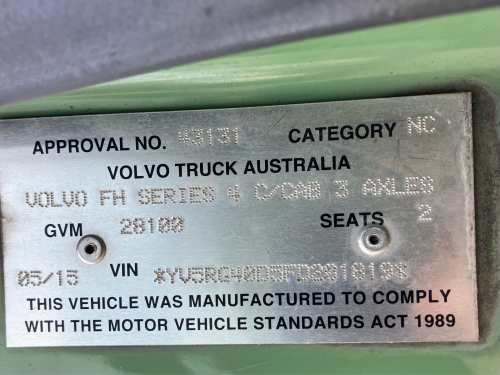 APPROVAL NO. 43131 CATEGORY NC
VOLVO TRUCK AUSTRALIA
VOLVO FH SERIES 4 C/CAB 3 AXLES
GVM 28100 SEATS 2
05/15 VIN *YV5RG40D5FD201819*
THIS VEHICLE WAS MANUFACTURED TO COMPLY
WITH THE MOTOR VEHICLE STANDARDS ACT 1989